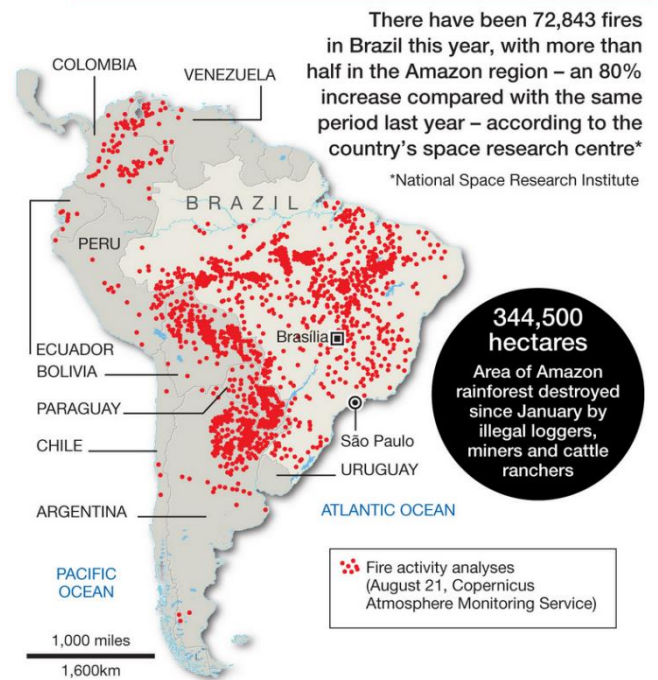 There have been 72,843 fires
in Brazil this year, with more than
half in the Amazon region – an 80%
increase compared with the same
period last year – according to the
country's space research centre*
*National Space Research Institute
COLOMBIA
VENEZUELA
BRAZIL
PERU
Brasília
ECUADOR
BOLIVIA
PARAGUAY
CHILE
São Paulo
URUGUAY
ARGENTINA
ATLANTIC OCEAN
PACIFIC
OCEAN
344,500
hectares
Area of Amazon
rainforest destroyed
since January by
illegal loggers,
miners and cattle
ranchers
Fire activity analyses
(August 21, Copernicus
Atmosphere Monitoring Service)
1,000 miles
1,600km